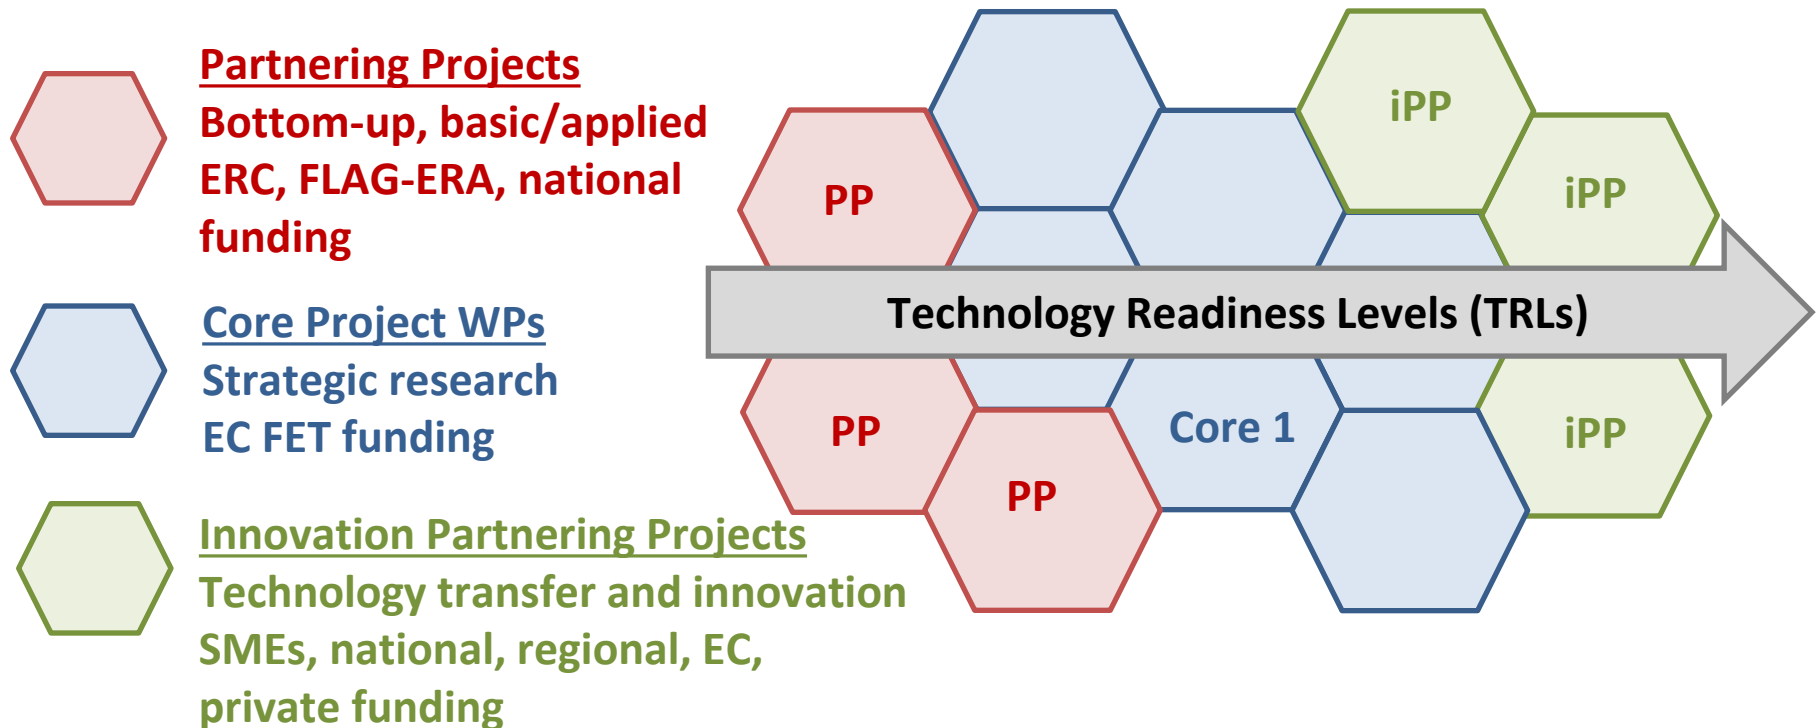 Partnering Projects
Bottom-up, basic/applied
ERC, FLAG-ERA, national
funding
Core Project WPs
Strategic research
EC FET funding
Innovation Partnering Projects
Technology transfer and innovation
SMEs, national, regional, EC,
private funding
iPP
PP
iPP
Technology Readiness Levels (TRLs)
PP
Core 1
iPP
PP